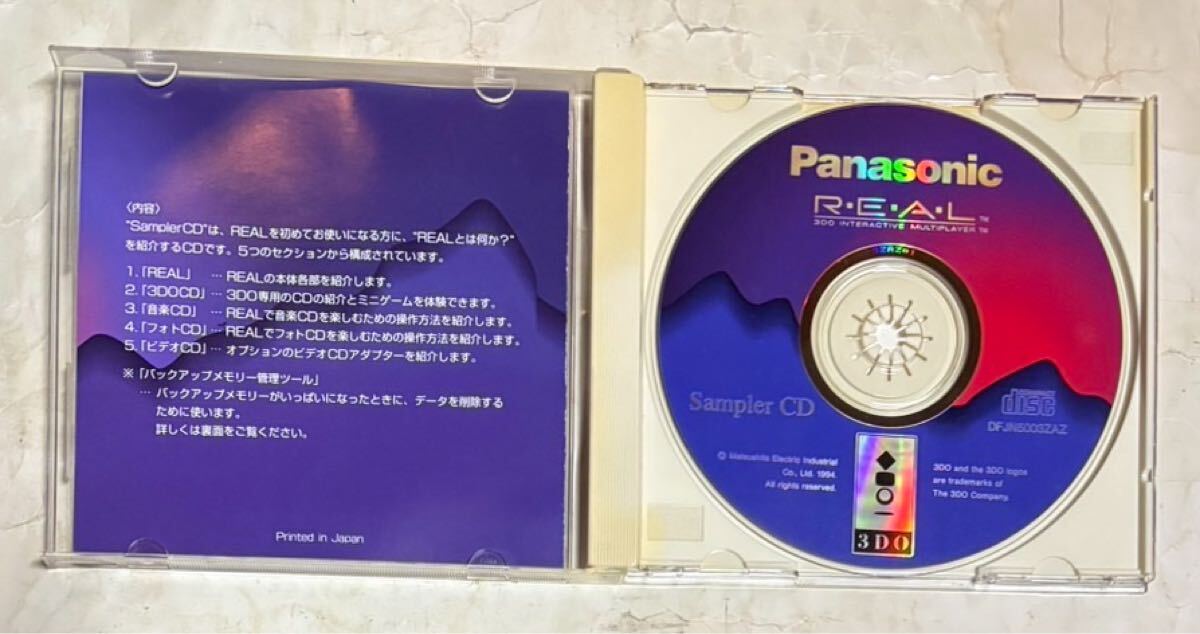 〈内容〉
"SamplerCD"は、REALを初めてお使いになる方に、"REALとは何か?"
を紹介するCDです。5つのセクションから構成されています。
1.「REAL」 … REALの本体各部を紹介します。
2.「3DOCD」… 3DO専用のCDの紹介とミニゲームを体験できます。
3.「音楽CD」 … REALで音楽CDを楽しむための操作方法を紹介します。
4.「フォトCD」… REALでフォトCDを楽しむための操作方法を紹介します。
5.「ビデオCD」… オプションのビデオCDアダプターを紹介します。
※「バックアップメモリー管理ツール」
… バックアップメモリーがいっぱいになったときに、データを削除する
ために使います。
詳しくは裏面をご覧ください。
Printed in Japan
Panasonic
R・E・A・L™
3DO INTERACTIVE MULTIPLAYER™
Sampler CD
disc
DFJN5003ZAZ
© Matsushita Electric Industrial
Co., Ltd. 1994.
All rights reserved.
3DO and the 3DO logos
are trademarks of
The 3DO Company.
3DO